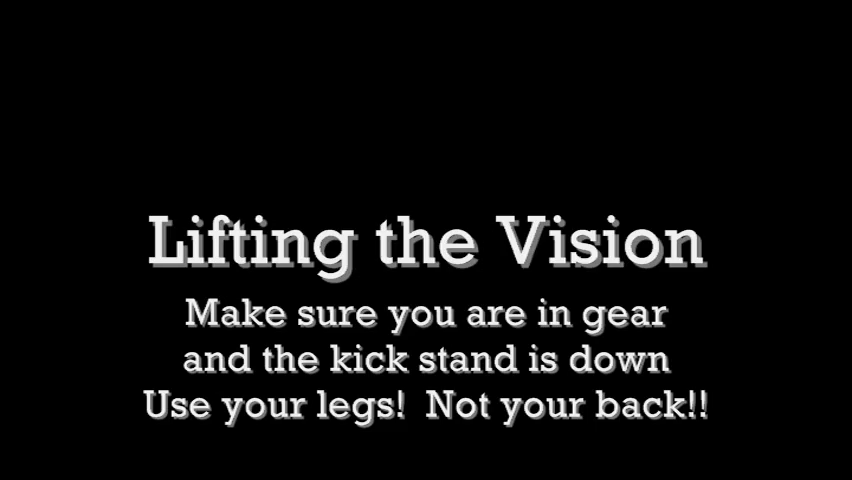 Lifting the Vision
Make sure you are in gear
and the kick stand is down
Use your legs!  Not your back!!